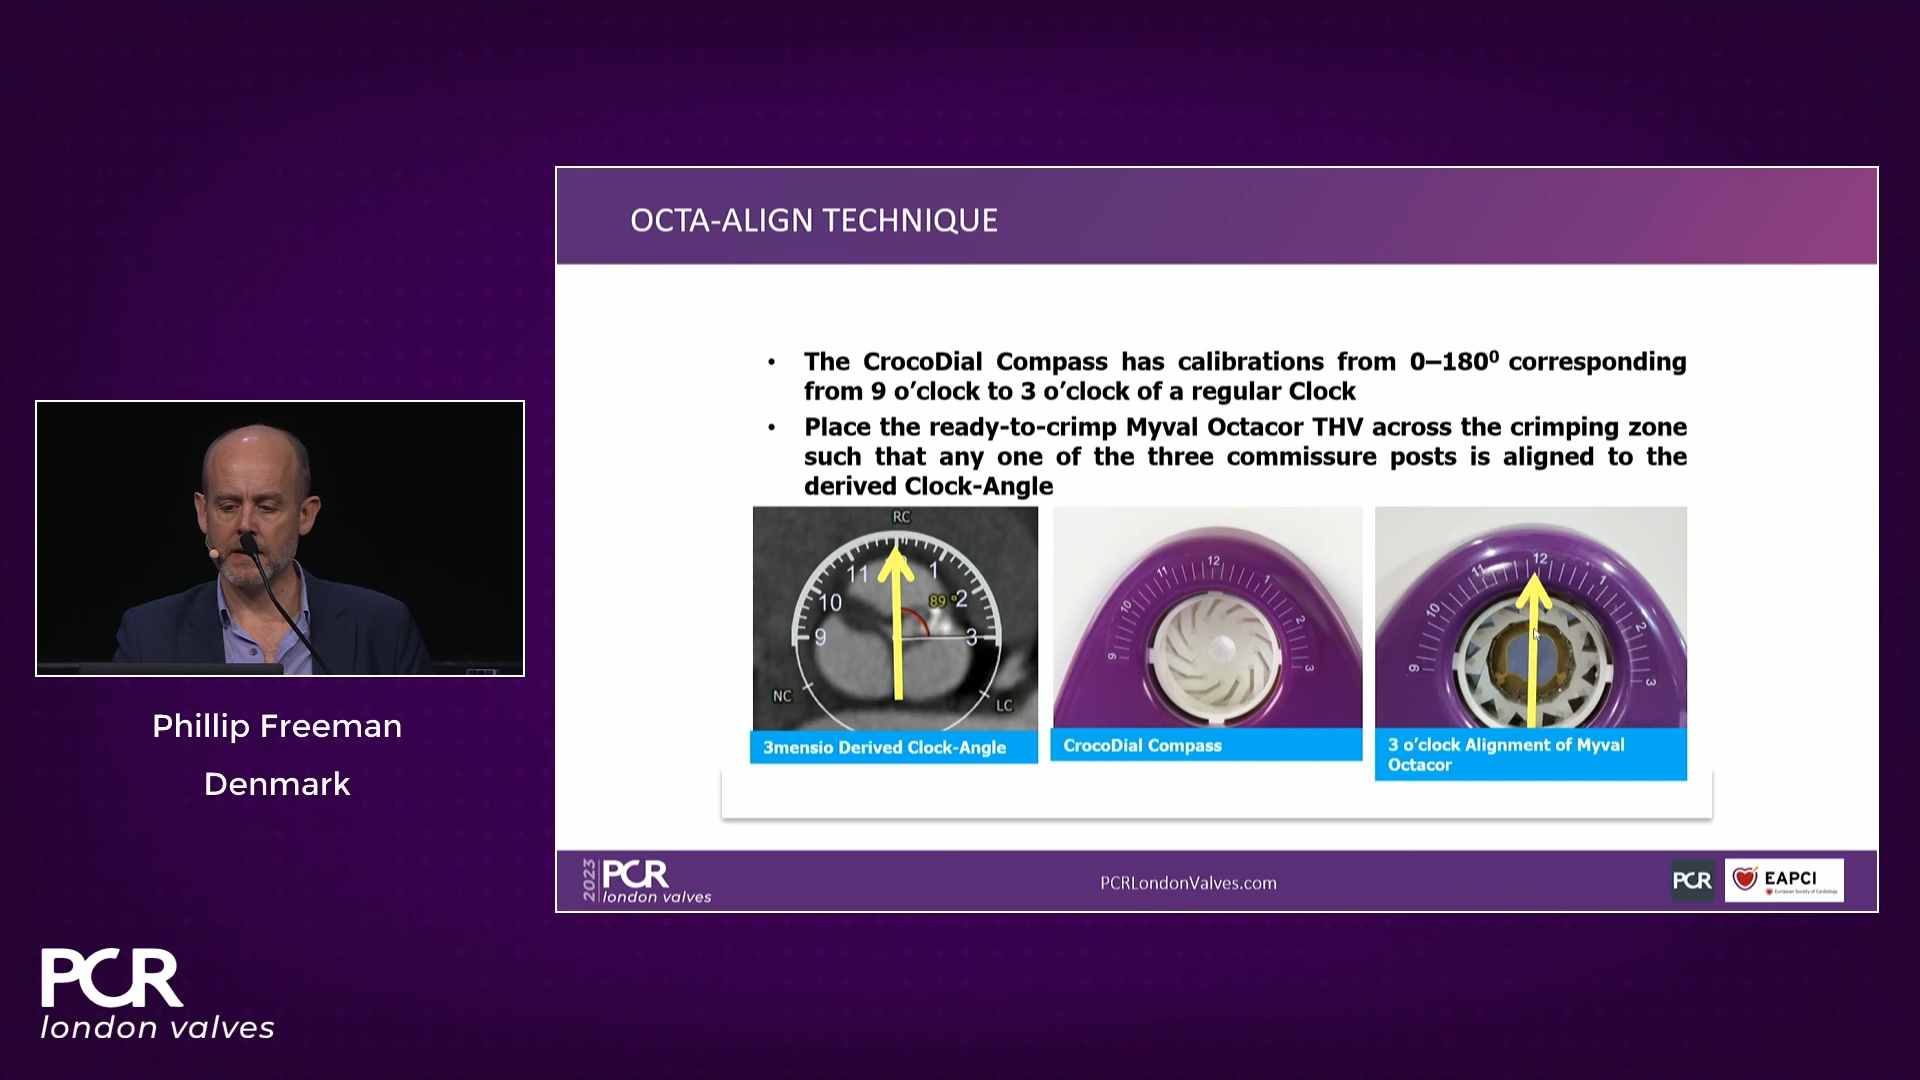 OCTA-ALIGN TECHNIQUE
• The CrocoDial Compass has calibrations from 0–180⁰ corresponding
from 9 o’clock to 3 o’clock of a regular Clock
• Place the ready-to-crimp Myval Octacor THV across the crimping zone
such that any one of the three commissure posts is aligned to the
derived Clock-Angle
RC
11
1
10
89 °
2
9
3
NC
LC
3mensio Derived Clock-Angle
12
11
1
10
2
9
3
CrocoDial Compass
12
11
1
10
2
9
3
3 o’clock Alignment of Myval
Octacor
Phillip Freeman
Denmark
2023
PCR
london valves
PCRLondonValves.com
PCR
EAPCI
European Society of Cardiology
PCR
london valves